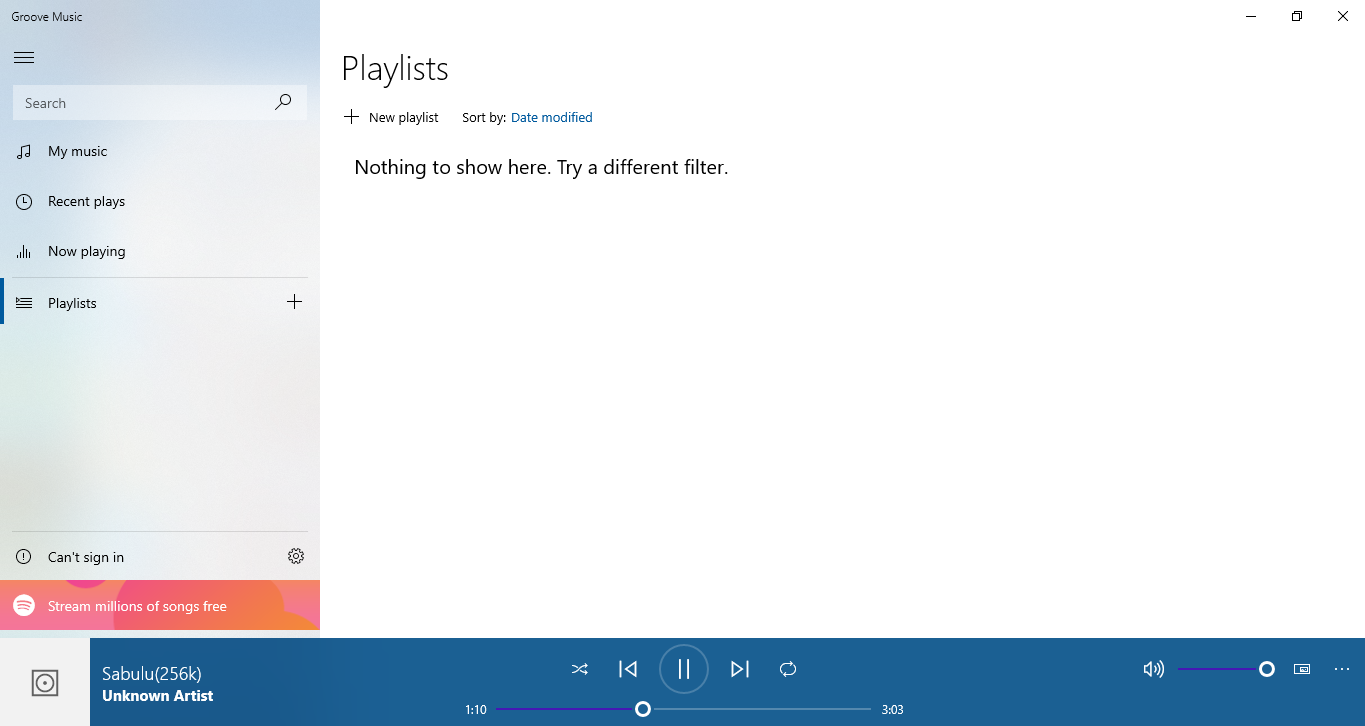 Groove Music
Search
My music
Recent plays
Now playing
Playlists
Can't sign in
Stream millions of songs free
Playlists
New playlist
Sort by: Date modified
Nothing to show here. Try a different filter.
Sabulu(256k)
Unknown Artist
1:10
3:03